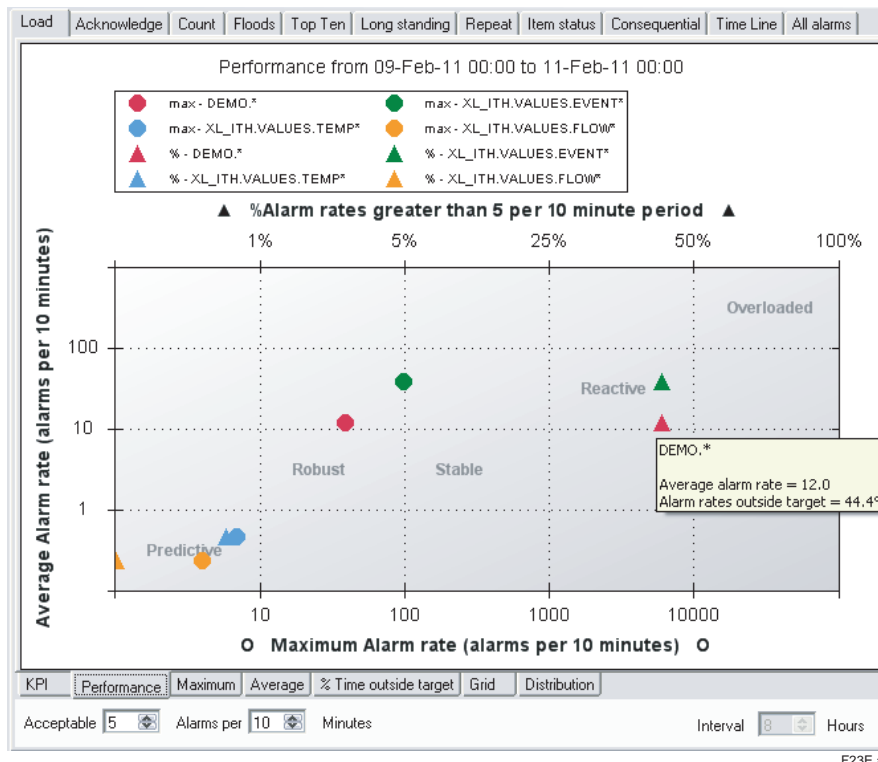 Load Acknowledge Count Floods Top Ten Long standing Repeat Item status Consequential Time Line All alarms
Performance from 09-Feb-11 00:00 to 11-Feb-11 00:00
max - DEMO.* max - XL_ITH.VALUES.EVENT*
max - XL_ITH.VALUES.TEMP* max - XL_ITH.VALUES.FLOW*
% - DEMO.* % - XL_ITH.VALUES.EVENT*
% - XL_ITH.VALUES.TEMP* % - XL_ITH.VALUES.FLOW*
▲ %Alarm rates greater than 5 per 10 minute period ▲
1% 5% 25% 50% 100%
Average Alarm rate (alarms per 10 minutes)
Overloaded
100
Reactive
10
DEMO.*
Robust Stable
Average alarm rate = 12.0
Alarm rates outside target = 44.4%
1
Predictive
10 100 1000 10000
O Maximum Alarm rate (alarms per 10 minutes) O
KPI Performance Maximum Average % Time outside target Grid Distribution
Acceptable 5 Alarms per 10 Minutes Interval 8 Hours